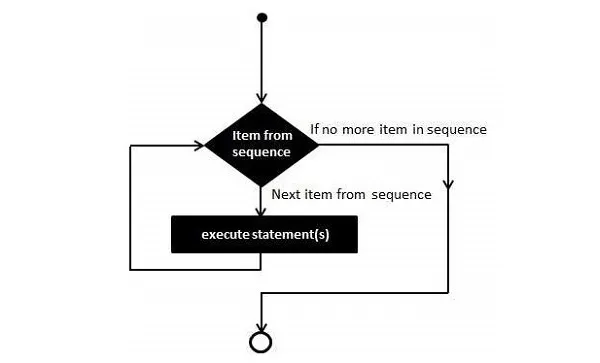 If no more item in sequence
Item from
sequence
Next item from sequence
execute statement(s)